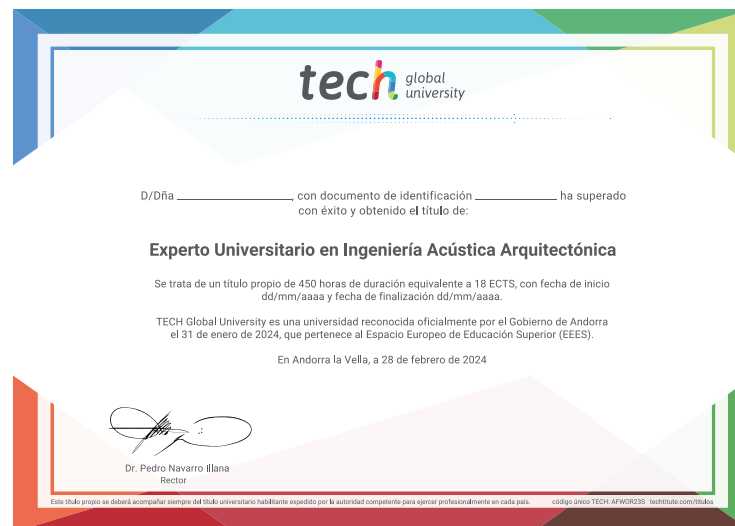 tech global university
D/Dña ____________________, con documento de identificación ______________ ha superado
con éxito y obtenido el título de:
Experto Universitario en Ingeniería Acústica Arquitectónica
Se trata de un título propio de 450 horas de duración equivalente a 18 ECTS, con fecha de inicio
dd/mm/aaaa y fecha de finalización dd/mm/aaaa.
TECH Global University es una universidad reconocida oficialmente por el Gobierno de Andorra
el 31 de enero de 2024, que pertenece al Espacio Europeo de Educación Superior (EEES).
En Andorra la Vella, a 28 de febrero de 2024
Dr. Pedro Navarro Illana
Rector
Este título propio se deberá acompañar siempre del título universitario habilitante expedido por la autoridad competente para ejercer profesionalmente en cada país. código único TECH: AFWOR23S techtitute.com/titulos